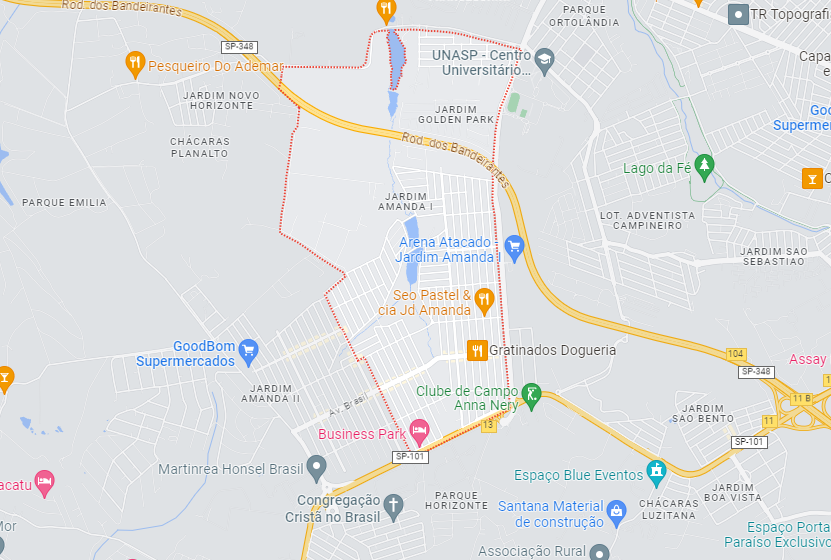 Rod. dos Bandeirantes
PARQUE
ORTOLÂNDIA
TR Topografi
SP-348
UNASP - Centro
Universitário...
Capa
e
Pesqueiro Do Ademar
JARDIM NOVO
HORIZONTE
JARDIM
GOLDEN PARK
Goo
Supermer
CHÁCARAS
PLANALTO
Rod. dos Bandeirantes
Lago da Fé
C
PARQUE EMILIA
JARDIM
AMANDA I
LOT. ADVENTISTA
CAMPINEIRO
Arena Atacado -
Jardim Amanda I
JARDIM SAO
SEBASTIAO
Seo Pastel &
cia Jd Amanda
GoodBom
Supermercados
Gratinados Dogueria
104
Assay
SP-348
JARDIM
AMANDA II
Av. Brasil
Clube de Campo
Anna Nery
11 B
11
JARDIM
SAO BENTO
13
Business Park
SP-101
SP-101
Martinrea Honsel Brasil
Espaço Blue Eventos
acatu
JARDIM
BOA VISTA
Congregação
Cristã no Brasil
PARQUE
HORIZONTE
Santana Material
de construção
CHÁCARAS
LUZITANA
Mor
Espaço Porta
Paraíso Exclusivo
Associação Rural